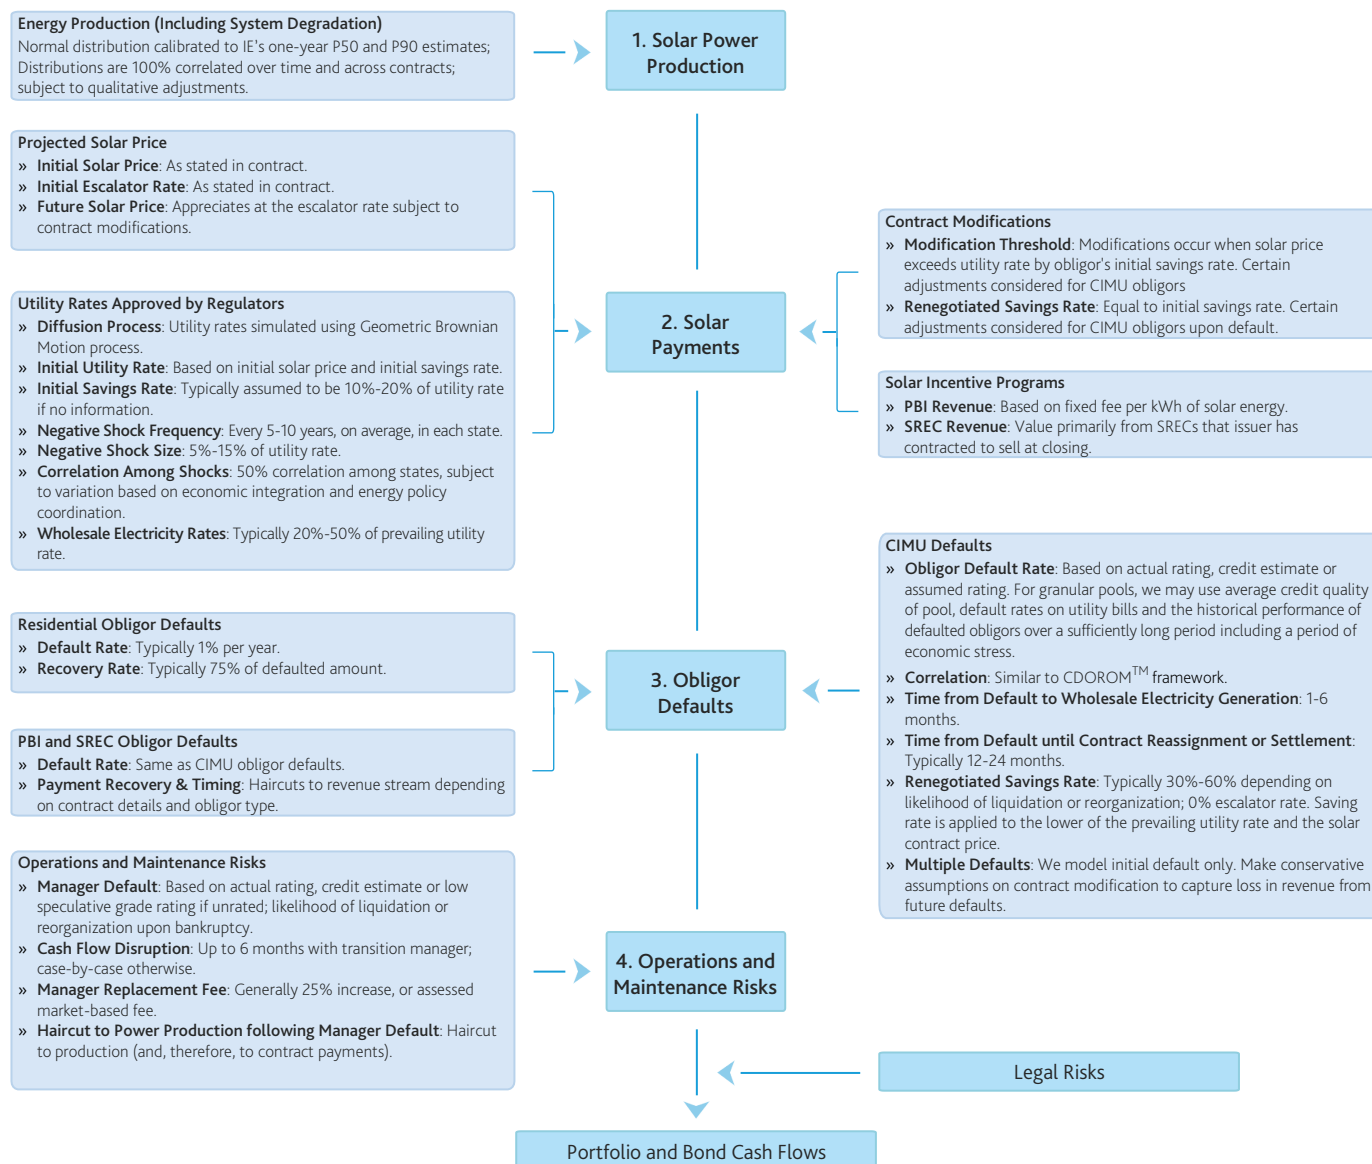 Energy Production (Including System Degradation)
Normal distribution calibrated to IE's one-year P50 and P90 estimates;
Distributions are 100% correlated over time and across contracts;
subject to qualitative adjustments.
1. Solar Power
Production
Projected Solar Price
» Initial Solar Price: As stated in contract.
» Initial Escalator Rate: As stated in contract.
» Future Solar Price: Appreciates at the escalator rate subject to
contract modifications.
Utility Rates Approved by Regulators
» Diffusion Process: Utility rates simulated using Geometric Brownian
Motion process.
» Initial Utility Rate: Based on initial solar price and initial savings rate.
» Initial Savings Rate: Typically assumed to be 10%-20% of utility rate
if no information.
» Negative Shock Frequency: Every 5-10 years, on average, in each state.
» Negative Shock Size: 5%-15% of utility rate.
» Correlation Among Shocks: 50% correlation among states, subject
to variation based on economic integration and energy policy
coordination.
» Wholesale Electricity Rates: Typically 20%-50% of prevailing utility
rate.
2. Solar
Payments
Contract Modifications
» Modification Threshold: Modifications occur when solar price
exceeds utility rate by obligor's initial savings rate. Certain
adjustments considered for CIMU obligors
» Renegotiated Savings Rate: Equal to initial savings rate. Certain
adjustments considered for CIMU obligors upon default.
Solar Incentive Programs
» PBI Revenue: Based on fixed fee per kWh of solar energy.
» SREC Revenue: Value primarily from SRECs that issuer has
contracted to sell at closing.
Residential Obligor Defaults
» Default Rate: Typically 1% per year.
» Recovery Rate: Typically 75% of defaulted amount.
PBI and SREC Obligor Defaults
» Default Rate: Same as CIMU obligor defaults.
» Payment Recovery & Timing: Haircuts to revenue stream depending
on contract details and obligor type.
3. Obligor
Defaults
CIMU Defaults
» Obligor Default Rate: Based on actual rating, credit estimate or
assumed rating. For granular pools, we may use average credit quality
of pool, default rates on utility bills and the historical performance of
defaulted obligors over a sufficiently long period including a period of
economic stress.
» Correlation: Similar to CDOROM™ framework.
» Time from Default to Wholesale Electricity Generation: 1-6
months.
» Time from Default until Contract Reassignment or Settlement:
Typically 12-24 months.
» Renegotiated Savings Rate: Typically 30%-60% depending on
likelihood of liquidation or reorganization; 0% escalator rate. Saving
rate is applied to the lower of the prevailing utility rate and the solar
contract price.
» Multiple Defaults: We model initial default only. Make conservative
assumptions on contract modification to capture loss in revenue from
future defaults.
Operations and Maintenance Risks
» Manager Default: Based on actual rating, credit estimate or low
speculative grade rating if unrated; likelihood of liquidation or
reorganization upon bankruptcy.
» Cash Flow Disruption: Up to 6 months with transition manager;
case-by-case otherwise.
» Manager Replacement Fee: Generally 25% increase, or assessed
market-based fee.
» Haircut to Power Production following Manager Default: Haircut
to production (and, therefore, to contract payments).
4. Operations and
Maintenance Risks
Legal Risks
Portfolio and Bond Cash Flows